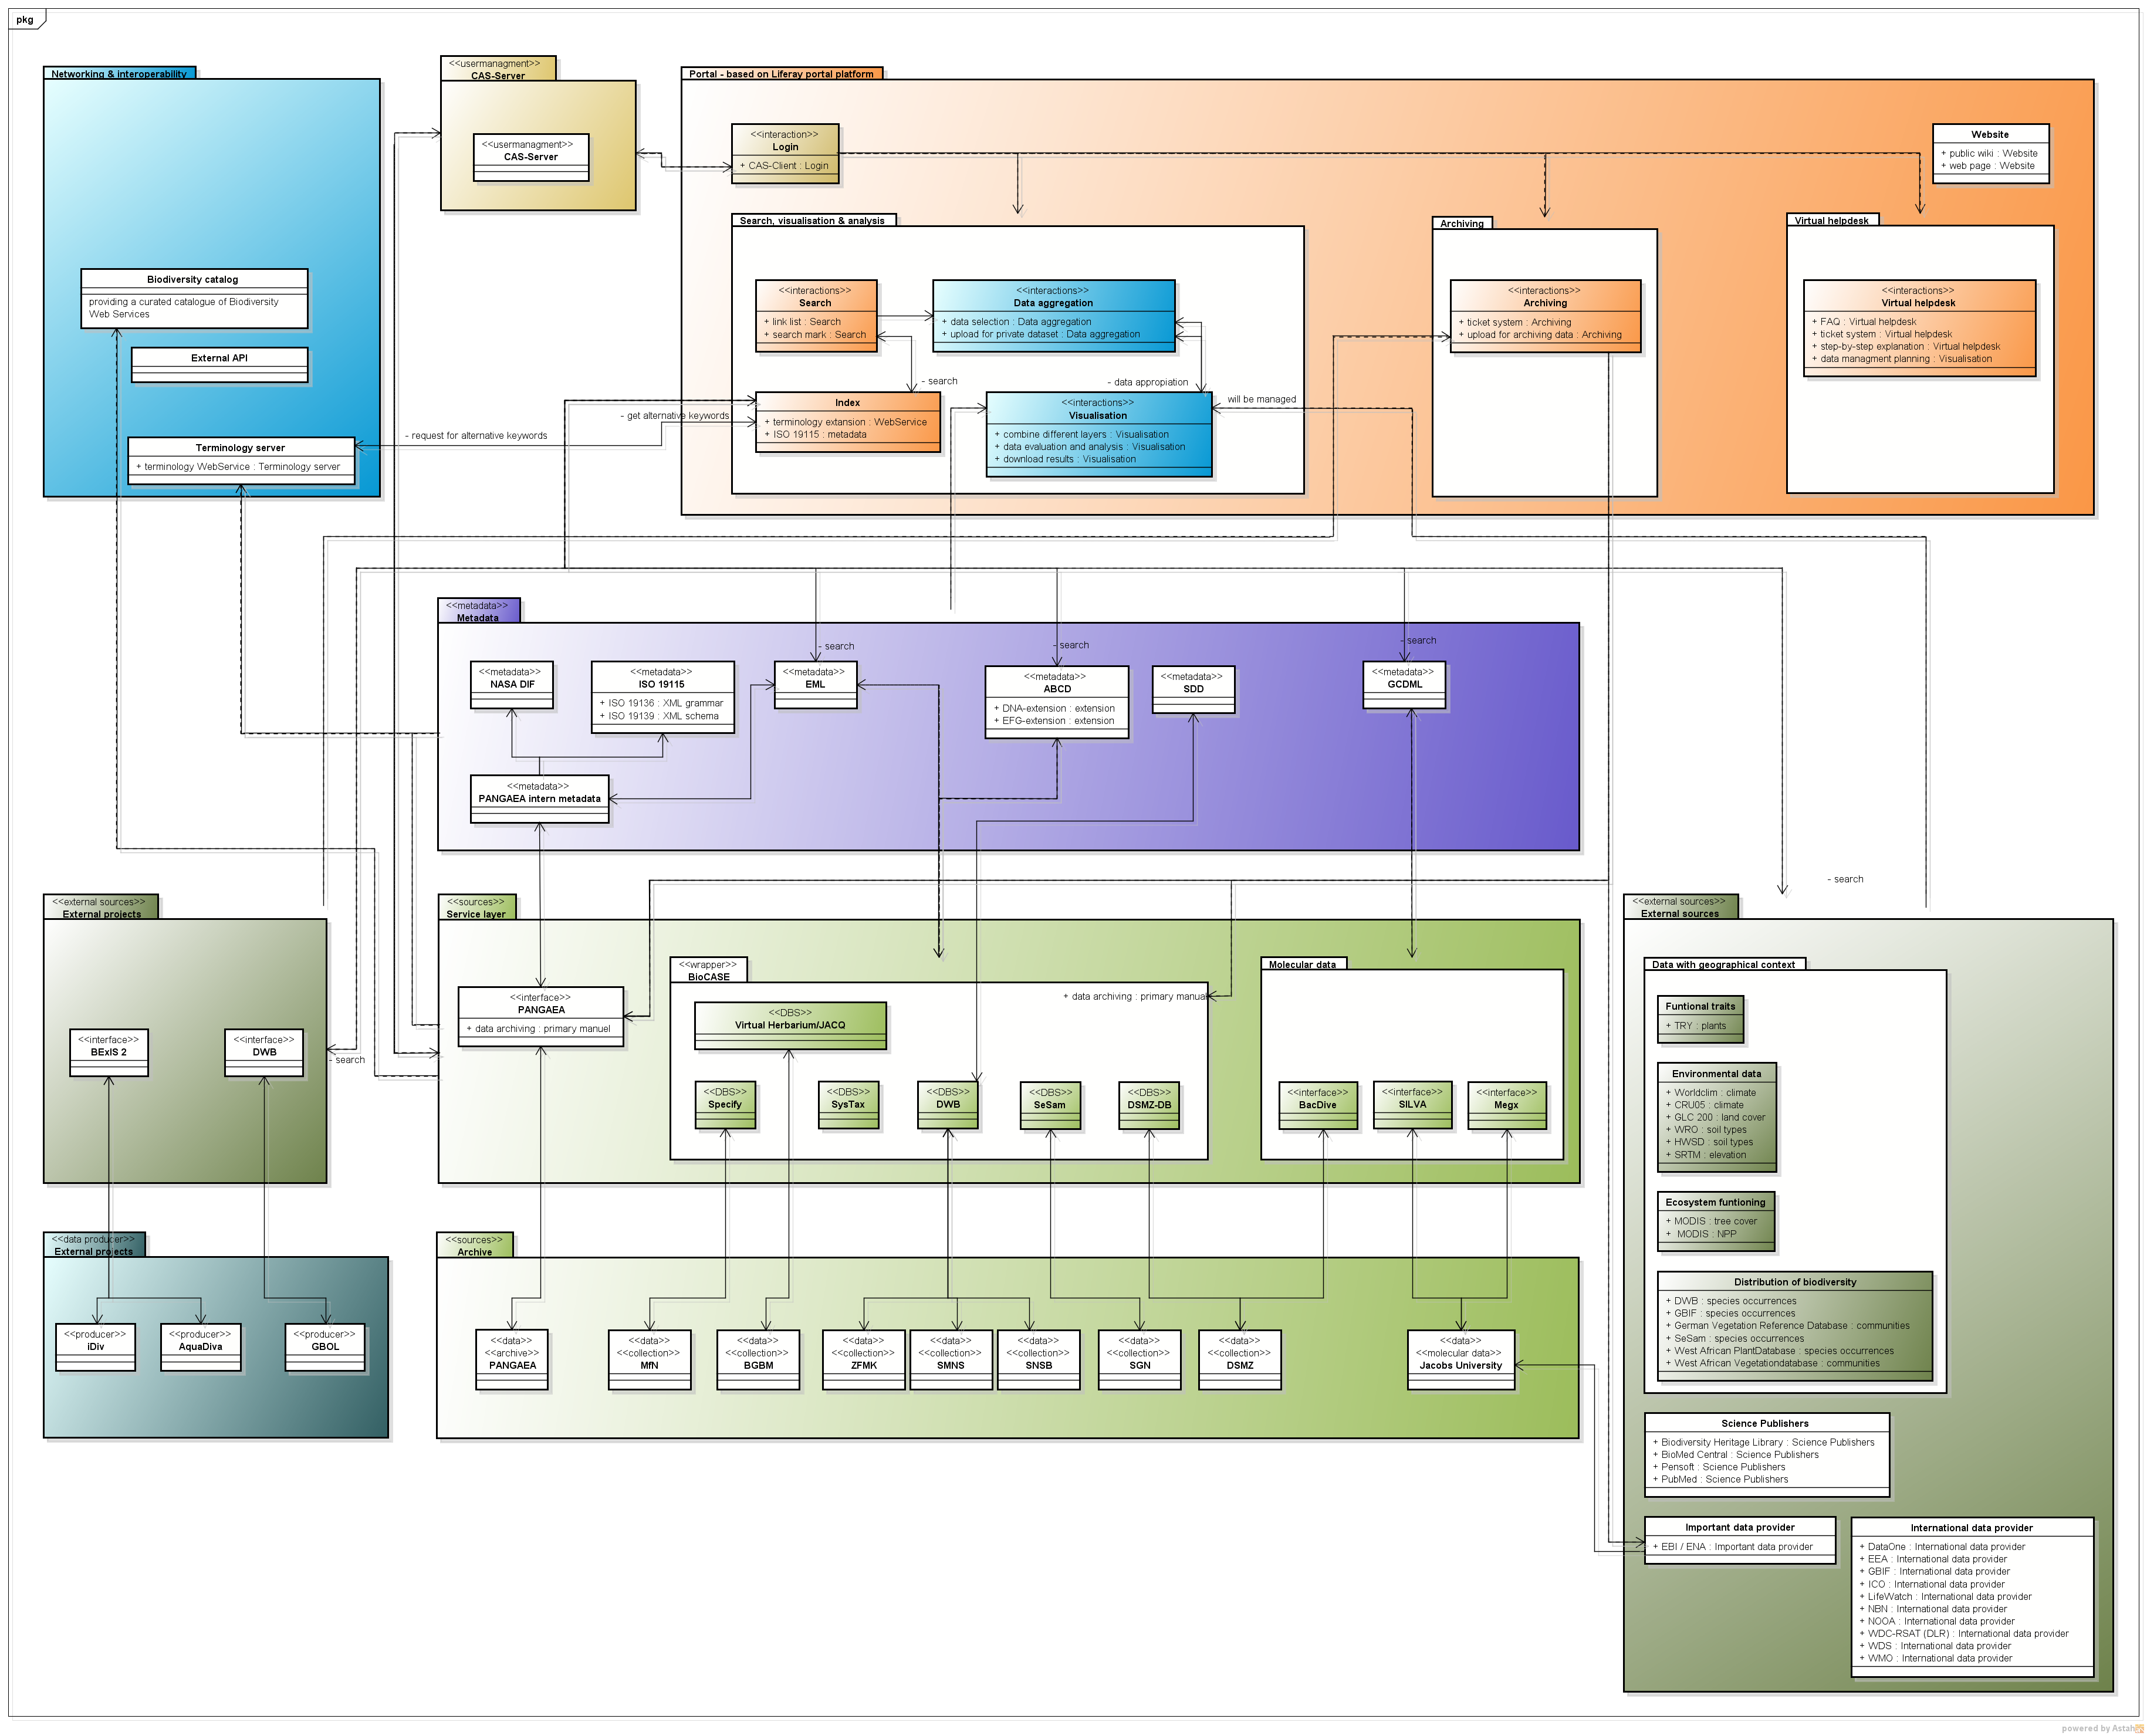 pkg
Networking & interoperability
Biodiversity catalog
providing a curated catalogue of Biodiversity
Web Services
External API
Terminology server
+ terminology WebService : Terminology server
<<usermanagment>>
CAS-Server
<<usermanagment>>
CAS-Server
Portal - based on Liferay portal platform
<<interaction>>
Login
+ CAS-Client : Login
Website
+ public wiki : Website
+ web page : Website
Search, visualisation & analysis
<<interactions>>
Search
+ link list : Search
+ search mark : Search
<<interactions>>
Data aggregation
+ data selection : Data aggregation
+ upload for private dataset : Data aggregation
- search
- data appropiation
Index
+ terminology extansion : WebService
+ ISO 19115 : metadata
<<interactions>>
Visualisation
+ combine different layers : Visualisation
+ data evaluation and analysis : Visualisation
+ download results : Visualisation
will be managed
- get alternative keywords
- request for alternative keywords
Archiving
<<interactions>>
Archiving
+ ticket system : Archiving
+ upload for archiving data : Archiving
Virtual helpdesk
<<interactions>>
Virtual helpdesk
+ FAQ : Virtual helpdesk
+ ticket system : Virtual helpdesk
+ step-by-step explanation : Virtual helpdesk
+ data managment planning : Visualisation
<<metadata>>
Metadata
- search
- search
- search
<<metadata>>
NASA DIF
<<metadata>>
ISO 19115
+ ISO 19136 : XML grammar
+ ISO 19139 : XML schema
<<metadata>>
EML
<<metadata>>
ABCD
+ DNA-extension : extension
+ EFG-extension : extension
<<metadata>>
SDD
<<metadata>>
GCDML
<<metadata>>
PANGAEA intern metadata
<<external sources>>
External projects
<<interface>>
BExIS 2
<<interface>>
DWB
- search
<<sources>>
Service layer
<<interface>>
PANGAEA
+ data archiving : primary manuel
<<wrapper>>
BioCASE
+ data archiving : primary manual
<<DBS>>
Virtual Herbarium/JACQ
<<DBS>>
Specify
<<DBS>>
SysTax
<<DBS>>
DWB
<<DBS>>
SeSam
<<DBS>>
DSMZ-DB
Molecular data
<<interface>>
BacDive
<<interface>>
SILVA
<<interface>>
Megx
- search
<<external sources>>
External sources
Data with geographical context
Funtional traits
+ TRY : plants
Environmental data
+ Worldclim : climate
+ CRU05 : climate
+ GLC 200 : land cover
+ WRO : soil types
+ HWSD : soil types
+ SRTM : elevation
Ecosystem funtioning
+ MODIS : tree cover
+ MODIS : NPP
Distribution of biodiversity
+ DWB : species occurrences
+ GBIF : species occurrences
+ German Vegetation Reference Database : communities
+ SeSam : species occurrences
+ West African PlantDatabase : species occurrences
+ West African Vegetationdatabase : communities
Science Publishers
+ Biodiversity Heritage Library : Science Publishers
+ BioMed Central : Science Publishers
+ Pensoft : Science Publishers
+ PubMed : Science Publishers
Important data provider
+ EBI / ENA : Important data provider
International data provider
+ DataOne : International data provider
+ EEA : International data provider
+ GBIF : International data provider
+ ICO : International data provider
+ LifeWatch : International data provider
+ NBN : International data provider
+ NOOA : International data provider
+ WDC-RSAT (DLR) : International data provider
+ WDS : International data provider
+ WMO : International data provider
<<data producer>>
External projects
<<producer>>
iDiv
<<producer>>
AquaDiva
<<producer>>
GBOL
<<sources>>
Archive
<<data>>
<<archive>>
PANGAEA
<<data>>
<<collection>>
MfN
<<data>>
<<collection>>
BGBM
<<data>>
<<collection>>
ZFMK
<<data>>
<<collection>>
SMNS
<<data>>
<<collection>>
SNSB
<<data>>
<<collection>>
SGN
<<data>>
<<collection>>
DSMZ
<<data>>
<<molecular data>>
Jacobs University
powered by Astah